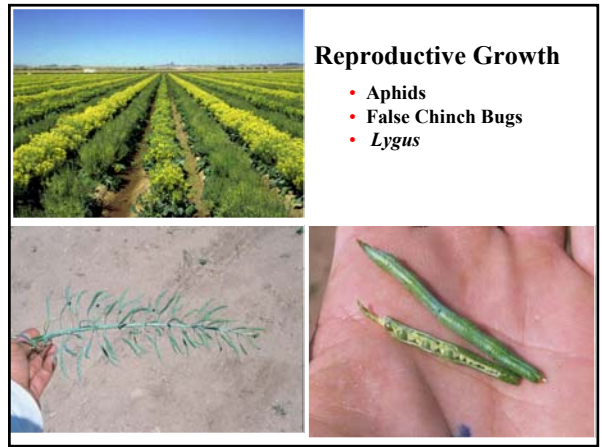 Reproductive Growth
• Aphids
• False Chinch Bugs
• Lygus